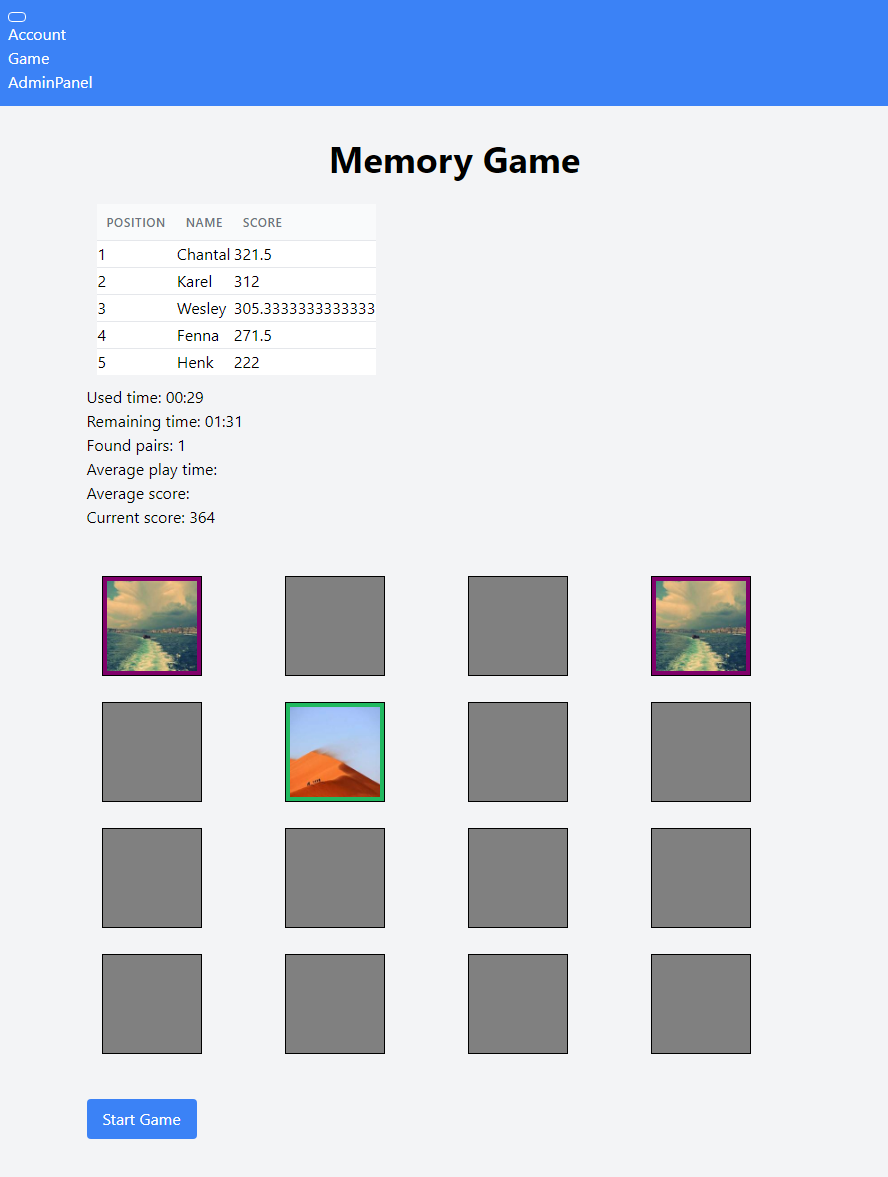 Account
Game
AdminPanel
Memory Game
POSITION NAME SCORE
1 Chantal 321.5
2 Karel 312
3 Wesley 305.3333333333333
4 Fenna 271.5
5 Henk 222
Used time: 00:29
Remaining time: 01:31
Found pairs: 1
Average play time:
Average score:
Current score: 364
Start Game